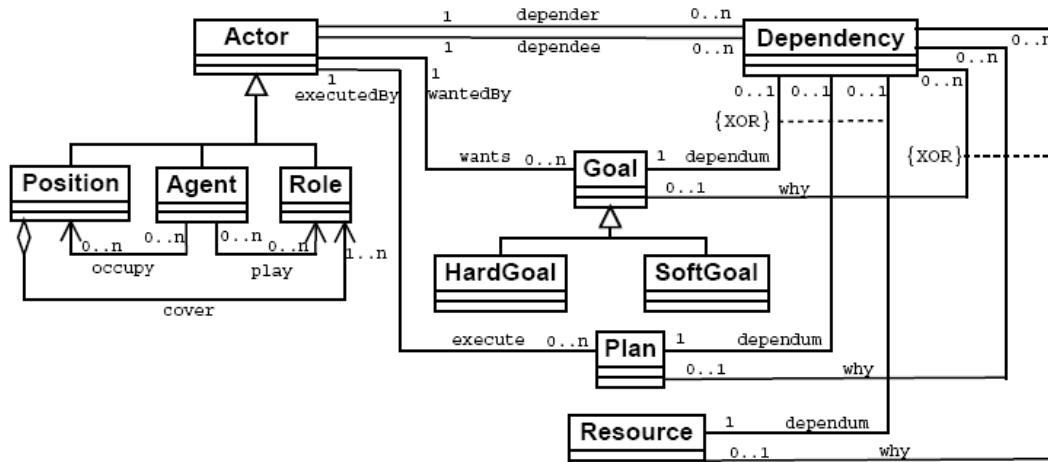 1 depender 0..n
Actor
Dependency
1 dependee 0..n
0..n
1 1
0..n
executedBy wantedBy
0..1 0..1 0..1 0..n
{XOR}
wants 0..n Goal 1 dependum
{XOR}
Position Agent Role
0..1 why
0..n 0..n 0..n 0..n 1..n
occupy play
HardGoal SoftGoal
cover
execute 0..n Plan 1 dependum
0..1 why
Resource 1 dependum
0..1 why